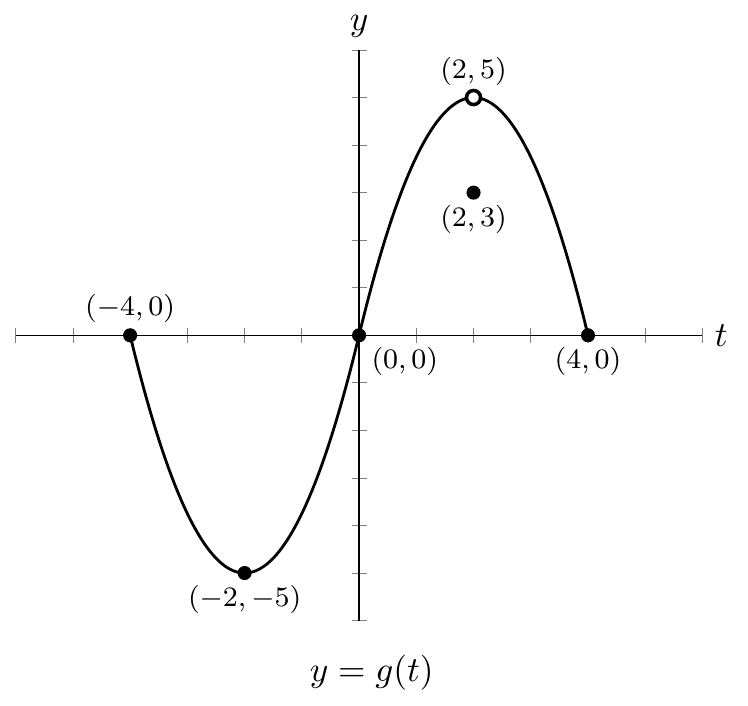 y
(2, 5)
(2, 3)
(−4, 0)
t
(0, 0)
(4, 0)
(−2, −5)
y = g(t)